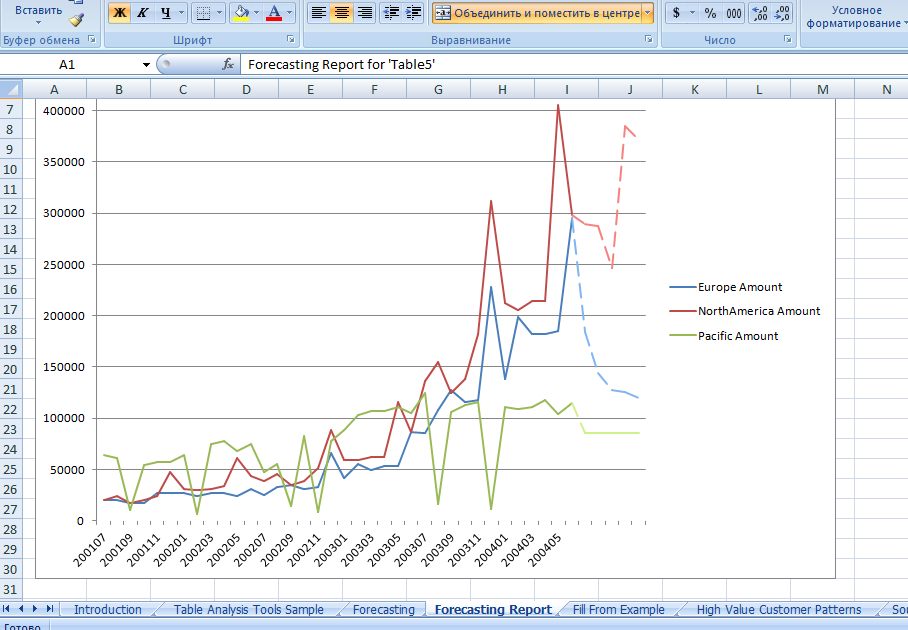 Вставить
Ж К Ч
A
Объединить и поместить в центре
$ % 000
,00 ,0
Условное
форматирование
Буфер обмена
Шрифт
Выравнивание
Число
A1
fx
Forecasting Report for 'Table5'
A B C D E F G H I J K L M N
7
8
9
10
11
12
13
14
15
16
17
18
19
20
21
22
23
24
25
26
27
28
29
30
31
400000
350000
300000
250000
200000
150000
100000
50000
0
200107
200109
200111
200201
200203
200205
200207
200209
200211
200301
200303
200305
200307
200309
200311
200401
200403
200405
Europe Amount
NorthAmerica Amount
Pacific Amount
Introduction
Table Analysis Tools Sample
Forecasting
Forecasting Report
Fill From Example
High Value Customer Patterns
Sou
Готово